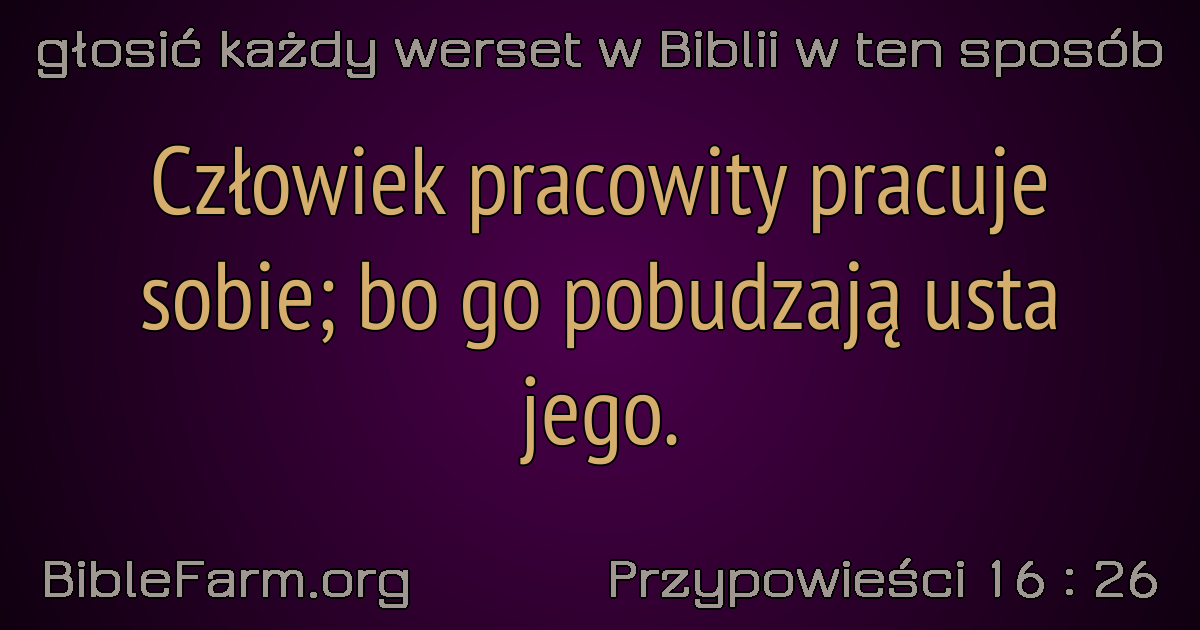 głosić każdy werset w Biblii w ten sposób
Człowiek pracowity pracuje
sobie; bo go pobudzają usta
jego.
BibleFarm.org
Przypowieści 16 : 26